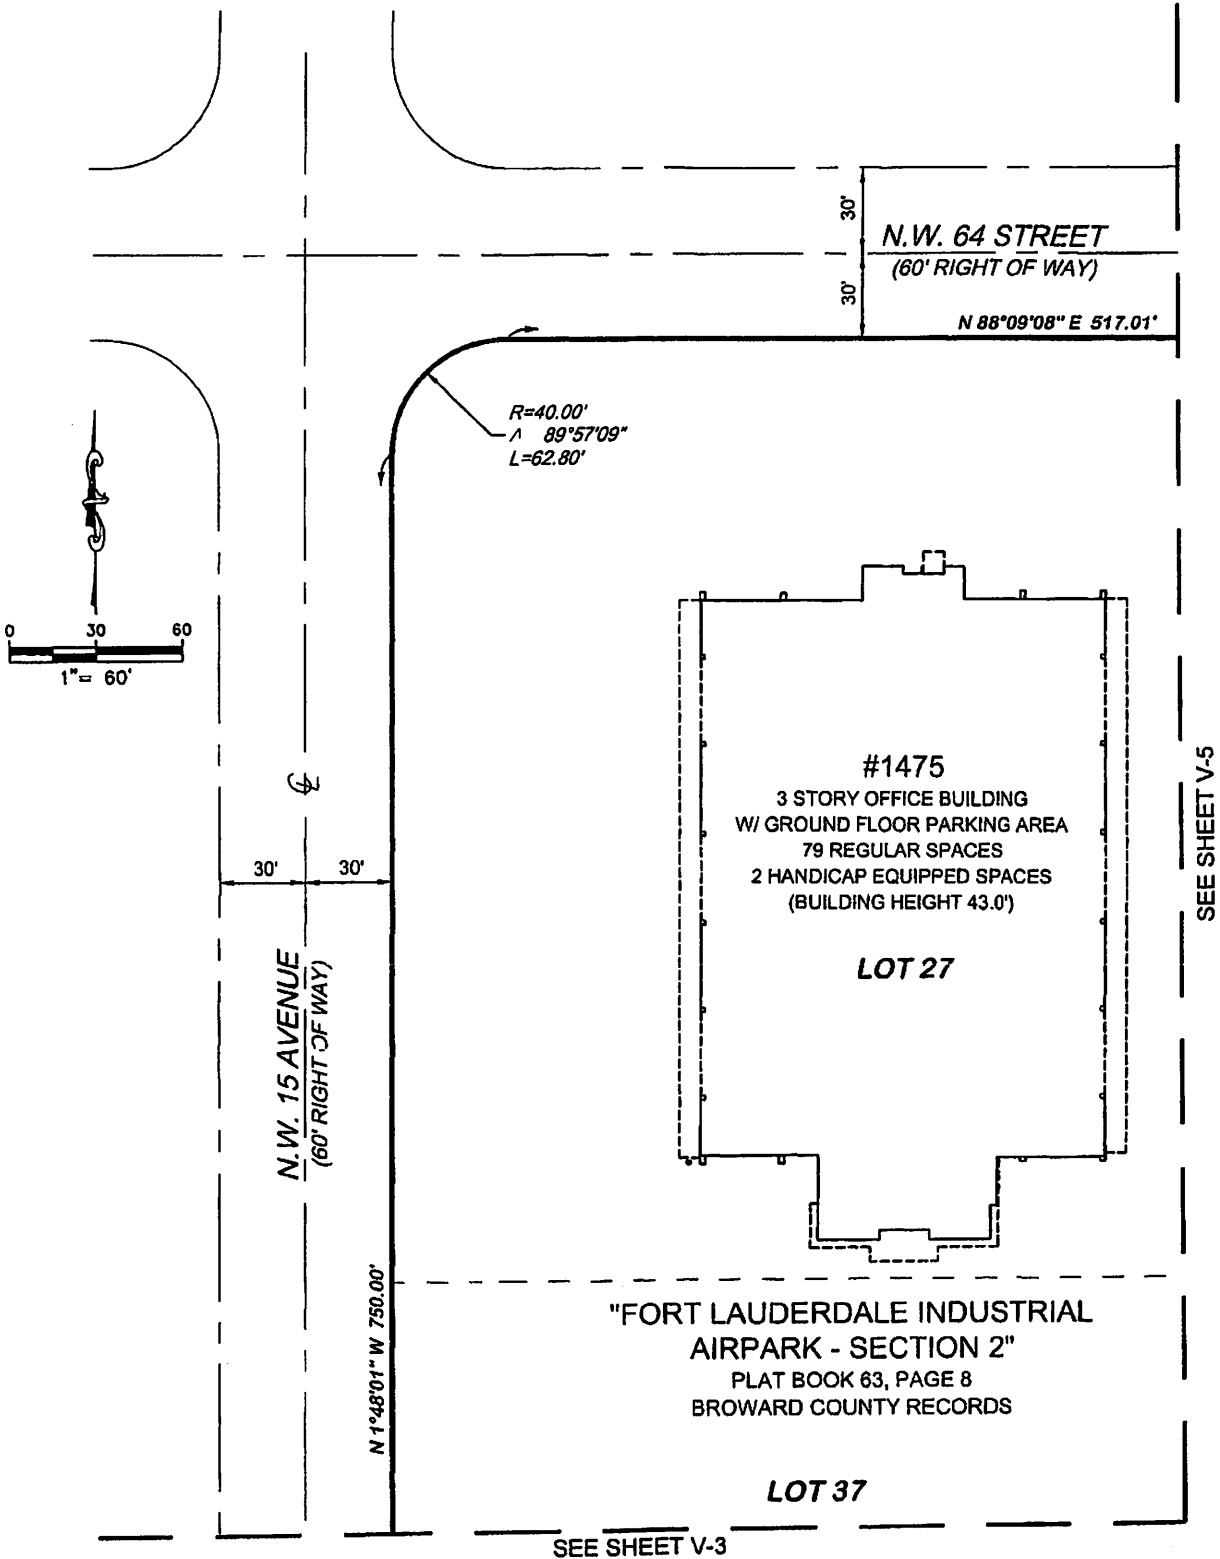 30'
N.W. 64 STREET
(60' RIGHT OF WAY)
30'
N 88°09'08" E 517.01'
R=40.00'
Λ 89°57'09"
L=62.80'
0 30 60
1"= 60'
#1475
3 STORY OFFICE BUILDING
W/ GROUND FLOOR PARKING AREA
79 REGULAR SPACES
2 HANDICAP EQUIPPED SPACES
(BUILDING HEIGHT 43.0')
LOT 27
SEE SHEET V-5
℄
30' 30'
N.W. 15 AVENUE
(60' RIGHT OF WAY)
N 1°48'01" W 750.00'
"FORT LAUDERDALE INDUSTRIAL
AIRPARK - SECTION 2"
PLAT BOOK 63, PAGE 8
BROWARD COUNTY RECORDS
LOT 37
SEE SHEET V-3